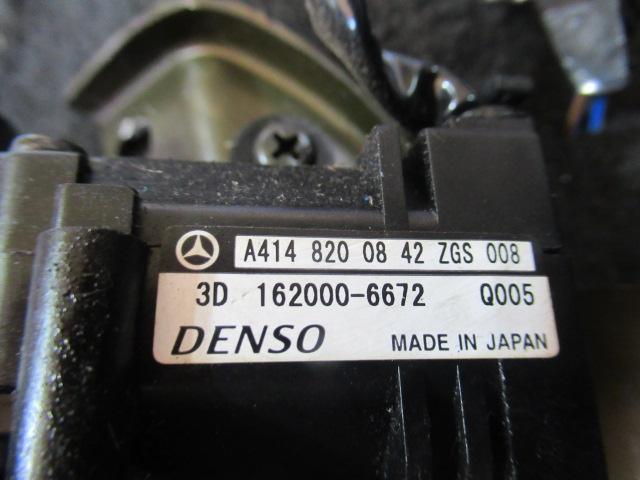 A414 820 08 42 ZGS 008
3D 162000-6672 Q005
DENSO MADE IN JAPAN